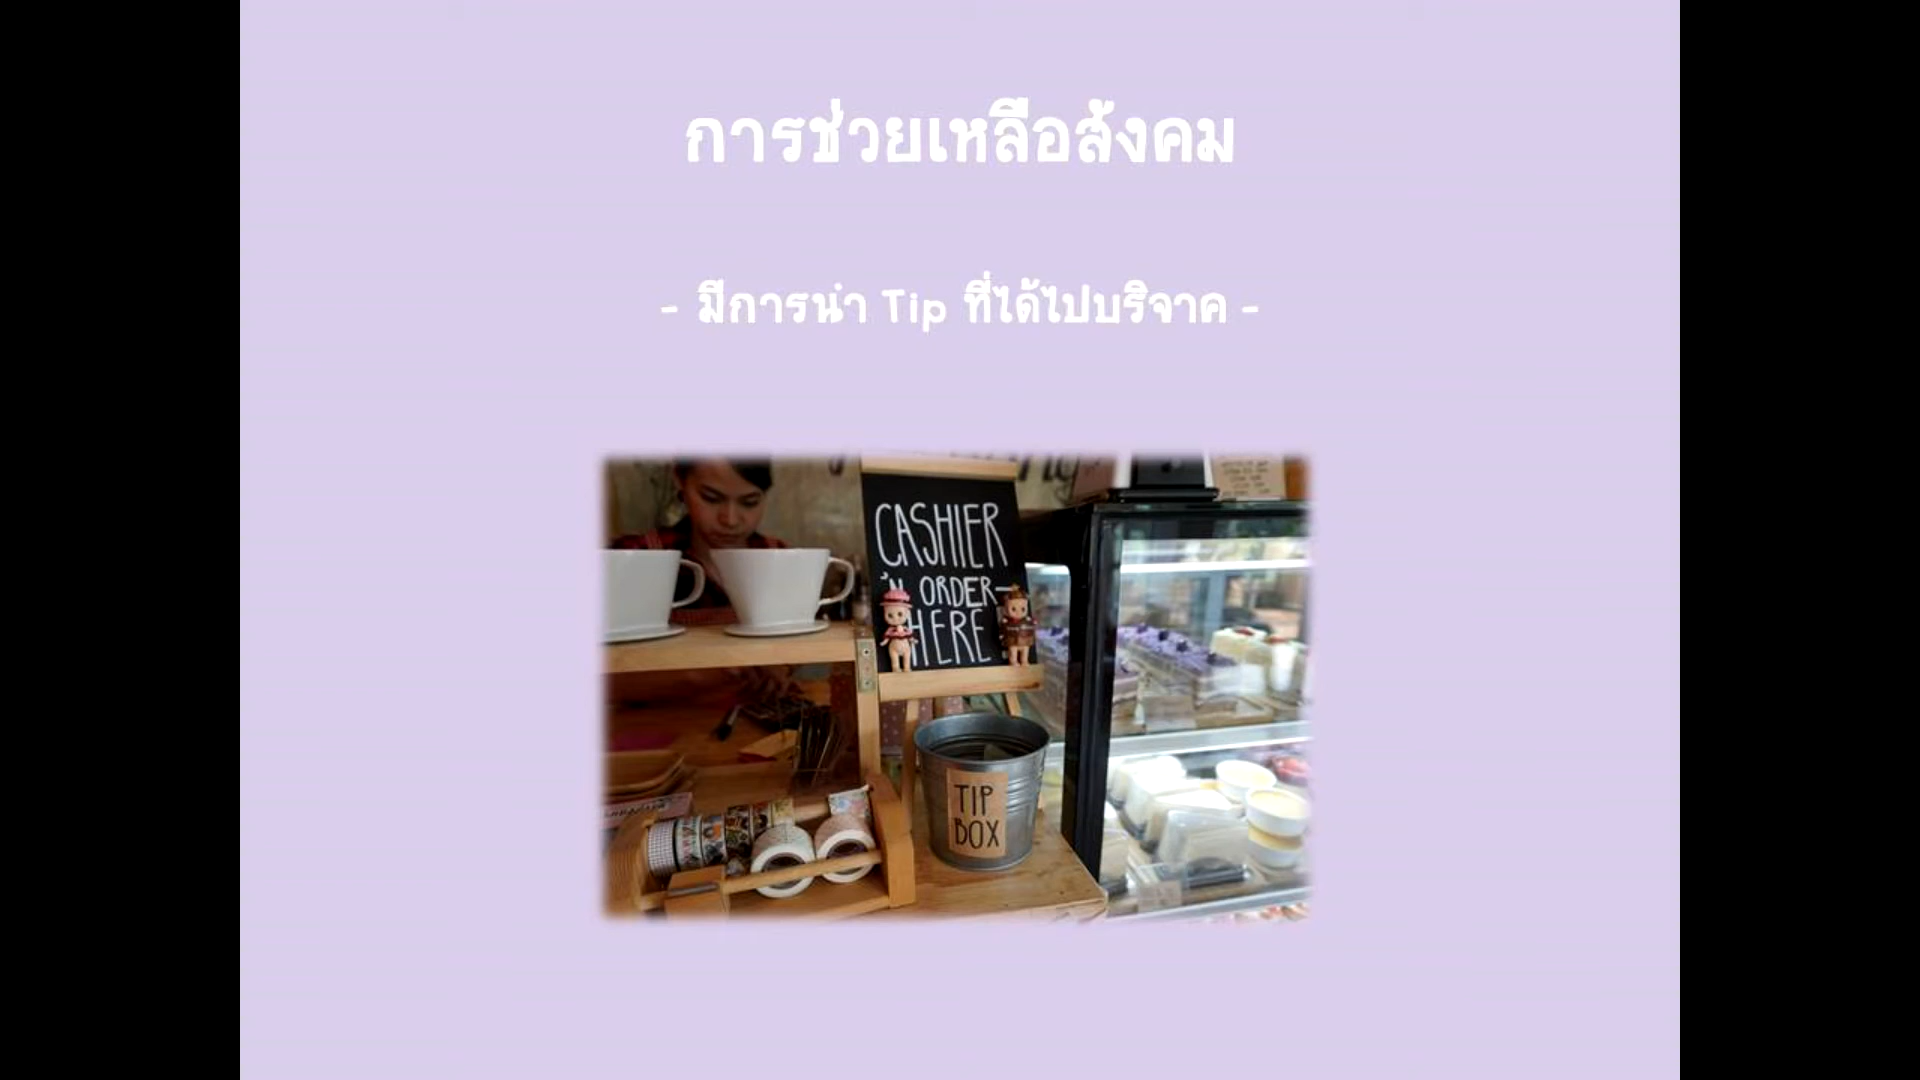 การช่วยเหลือสังคม
- มีการนำ Tip ที่ได้ไปบริจาค -
CASHIER
'N ORDER
HERE
TIP
BOX